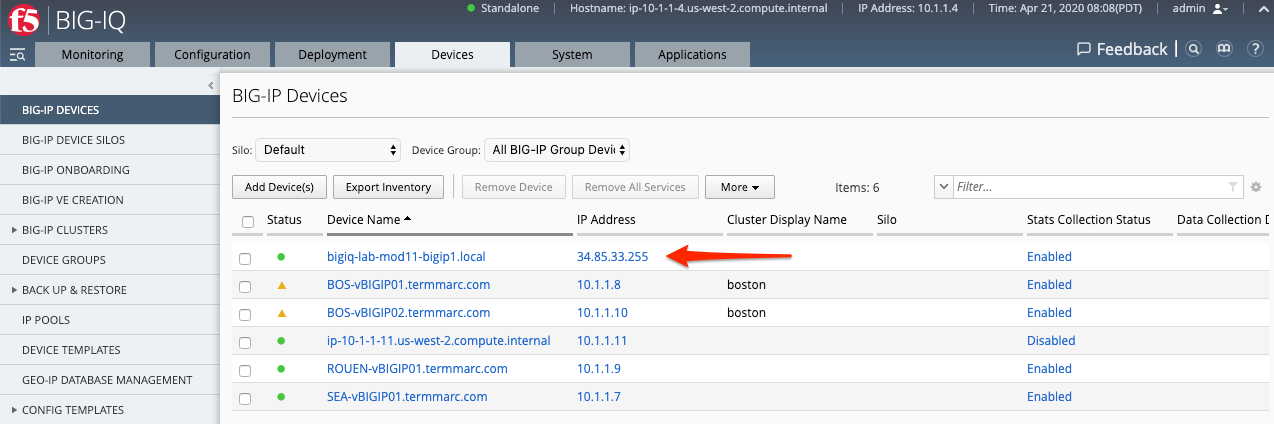 f5 BIG-IQ
Standalone Hostname: ip-10-1-1-4.us-west-2.compute.internal IP Address: 10.1.1.4 Time: Apr 21, 2020 08:08(PDT) admin
Monitoring Configuration Deployment Devices System Applications Feedback ?
BIG-IP DEVICES
BIG-IP DEVICE SILOS
BIG-IP ONBOARDING
BIG-IP VE CREATION
BIG-IP CLUSTERS
DEVICE GROUPS
BACK UP & RESTORE
IP POOLS
DEVICE TEMPLATES
GEO-IP DATABASE MANAGEMENT
CONFIG TEMPLATES
BIG-IP Devices
Silo: Default Device Group: All BIG-IP Group Devi
Add Device(s) Export Inventory Remove Device Remove All Services More Items: 6 Filter...
Status Device Name IP Address Cluster Display Name Silo Stats Collection Status Data Collection D
bigiq-lab-mod11-bigip1.local 34.85.33.255 Enabled
BOS-vBIGIP01.termmarc.com 10.1.1.8 boston Enabled
BOS-vBIGIP02.termmarc.com 10.1.1.10 boston Enabled
ip-10-1-1-11.us-west-2.compute.internal 10.1.1.11 Disabled
ROUEN-vBIGIP01.termmarc.com 10.1.1.9 Enabled
SEA-vBIGIP01.termmarc.com 10.1.1.7 Enabled